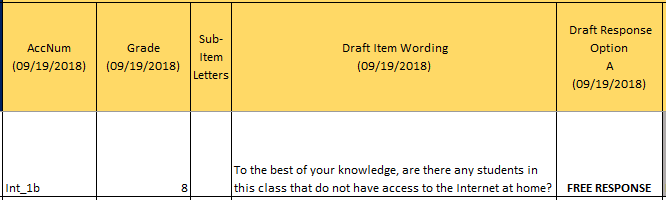 AccNum
(09/19/2018)
Grade
(09/19/2018)
Sub-
Item
Letters
Draft Item Wording
(09/19/2018)
Draft Response
Option
A
(09/19/2018)
Int_1b
8
To the best of your knowledge, are there any students in
this class that do not have access to the Internet at home?
FREE RESPONSE